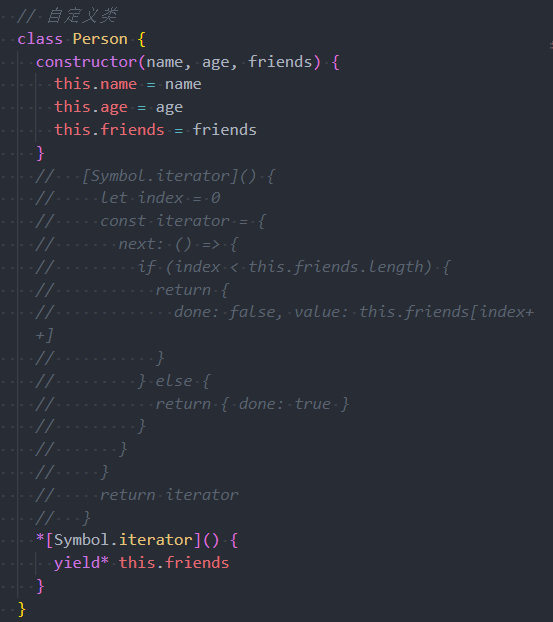 // 自定义类
class Person {
constructor(name, age, friends) {
this.name = name
this.age = age
this.friends = friends
}
// [Symbol.iterator]() {
// let index = 0
// const iterator = {
// next: () => {
// if (index < this.friends.length) {
// return {
// done: false, value: this.friends[index+
+]
// }
// } else {
// return { done: true }
// }
// }
// }
// return iterator
// }
*[Symbol.iterator]() {
yield* this.friends
}
}